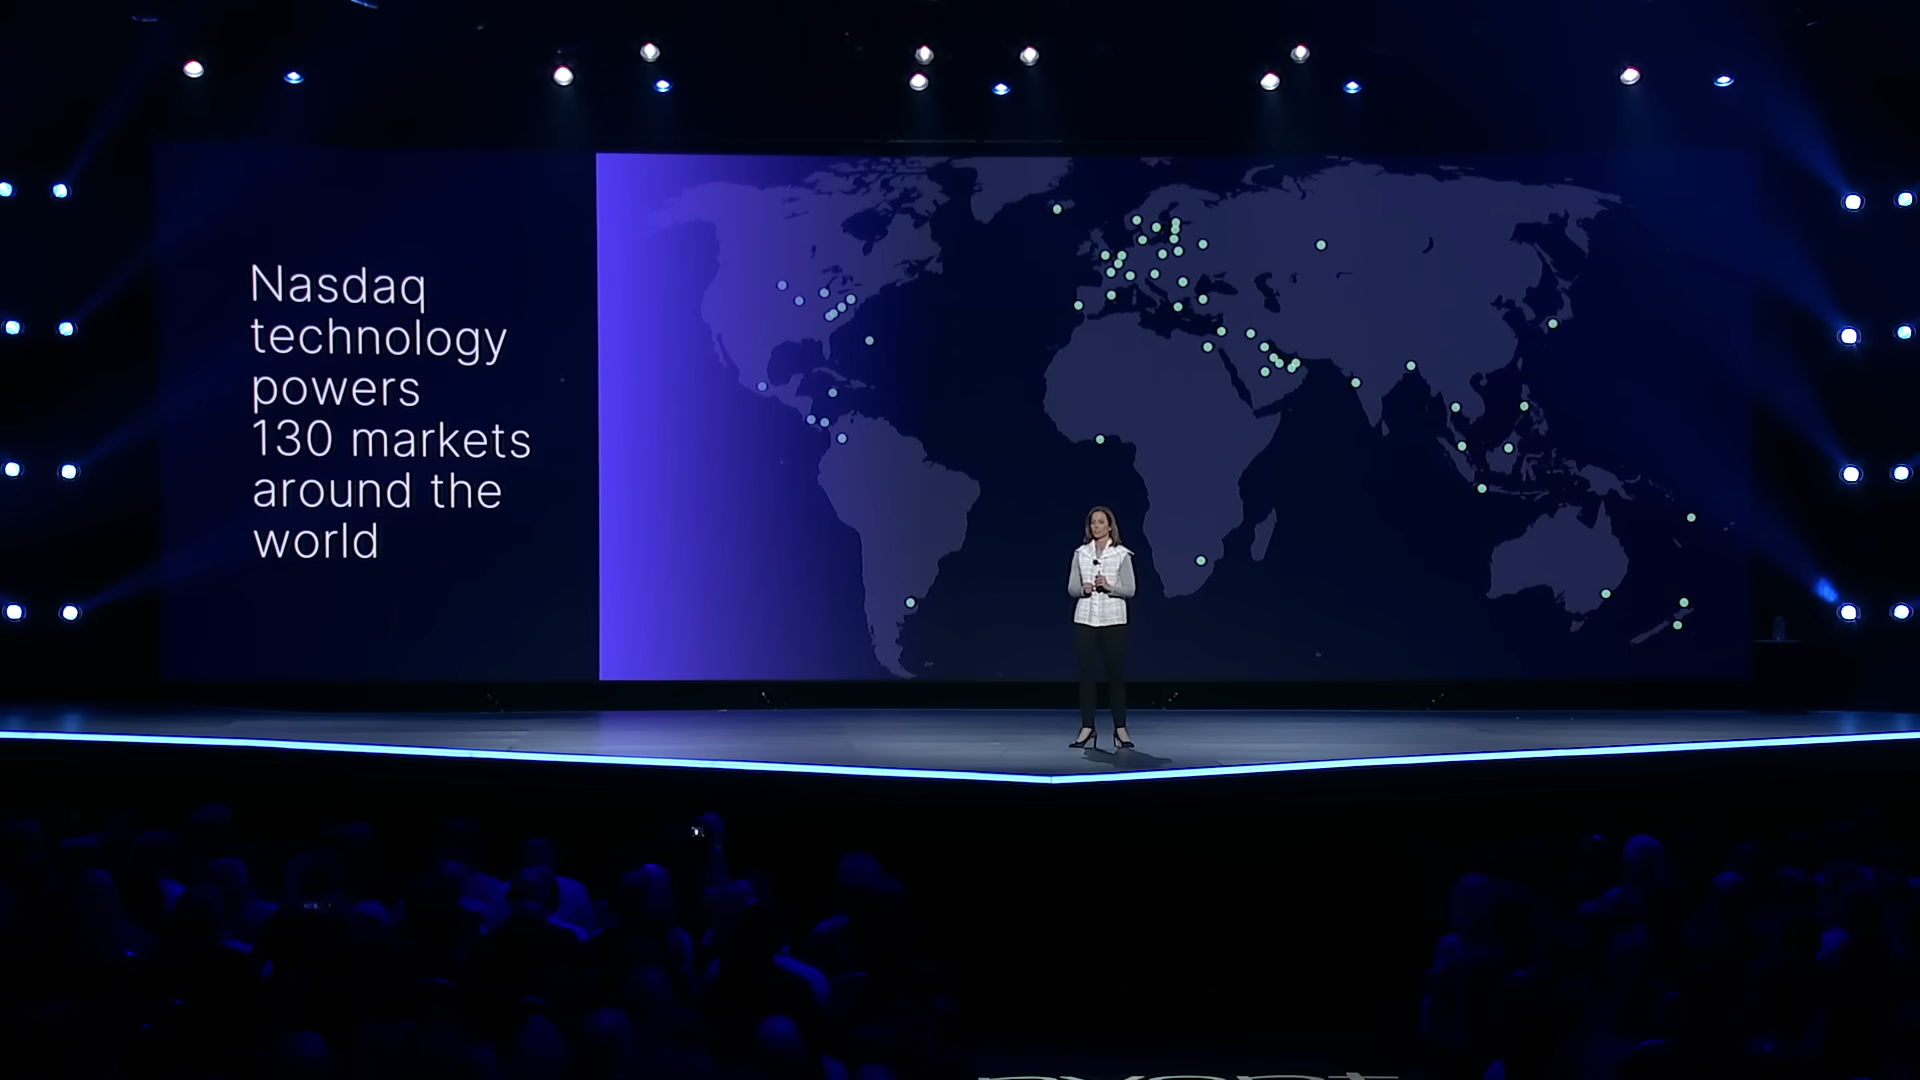 Nasdaq
technology
powers
130 markets
around the
world